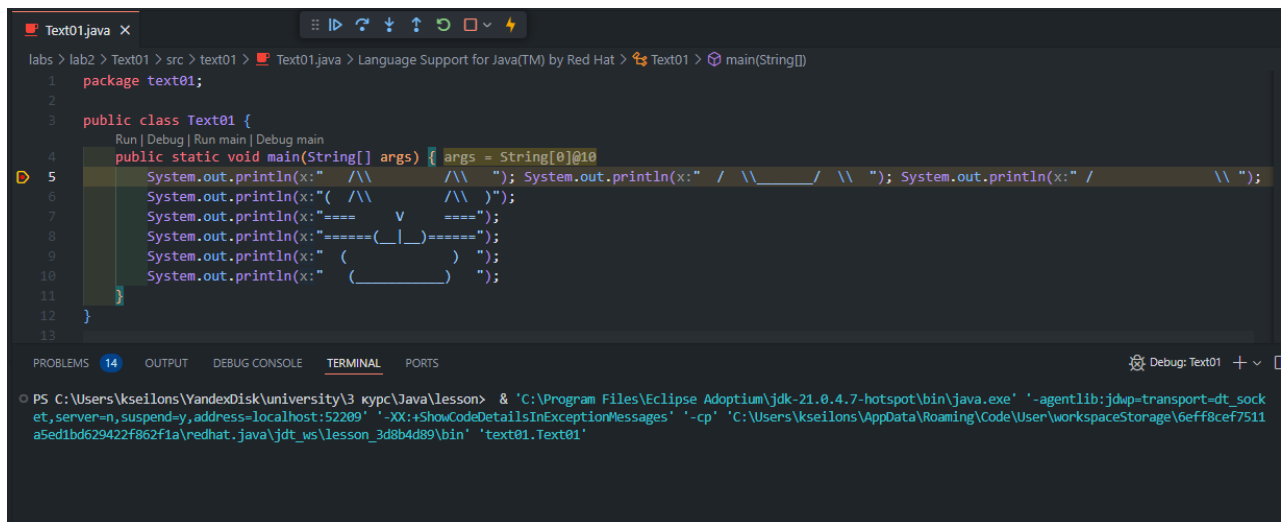 Text01.java
labs > lab2 > Text01 > src > text01 > Text01.java > Language Support for Java(TM) by Red Hat > Text01 > main(String[])
1 package text01;
2
3 public class Text01 {
Run | Debug | Run main | Debug main
4     public static void main(String[] args) { args = String[0]@10
5         System.out.println(x:"   /\\         /\\   "); System.out.println(x:"  /  \\_______/  \\  "); System.out.println(x:" /               \\ ");
6         System.out.println(x:"(  /\\         /\\  )");
7         System.out.println(x:"====     V     ====");
8         System.out.println(x:"======(__|__)======");
9         System.out.println(x:"  (             )  ");
10         System.out.println(x:"   (___________)   ");
11     }
12 }
13
PROBLEMS 14 OUTPUT DEBUG CONSOLE TERMINAL PORTS Debug: Text01
PS C:\Users\kseilons\YandexDisk\university\3 курс\Java\lesson>  & 'C:\Program Files\Eclipse Adoptium\jdk-21.0.4.7-hotspot\bin\java.exe' '-agentlib:jdwp=transport=dt_sock
et,server=n,suspend=y,address=localhost:52209' '-XX:+ShowCodeDetailsInExceptionMessages' '-cp' 'C:\Users\kseilons\AppData\Roaming\Code\User\workspaceStorage\6eff8cef7511
a5ed1bd629422f862f1a\redhat.java\jdt_ws\lesson_3d8b4d89\bin' 'text01.Text01'